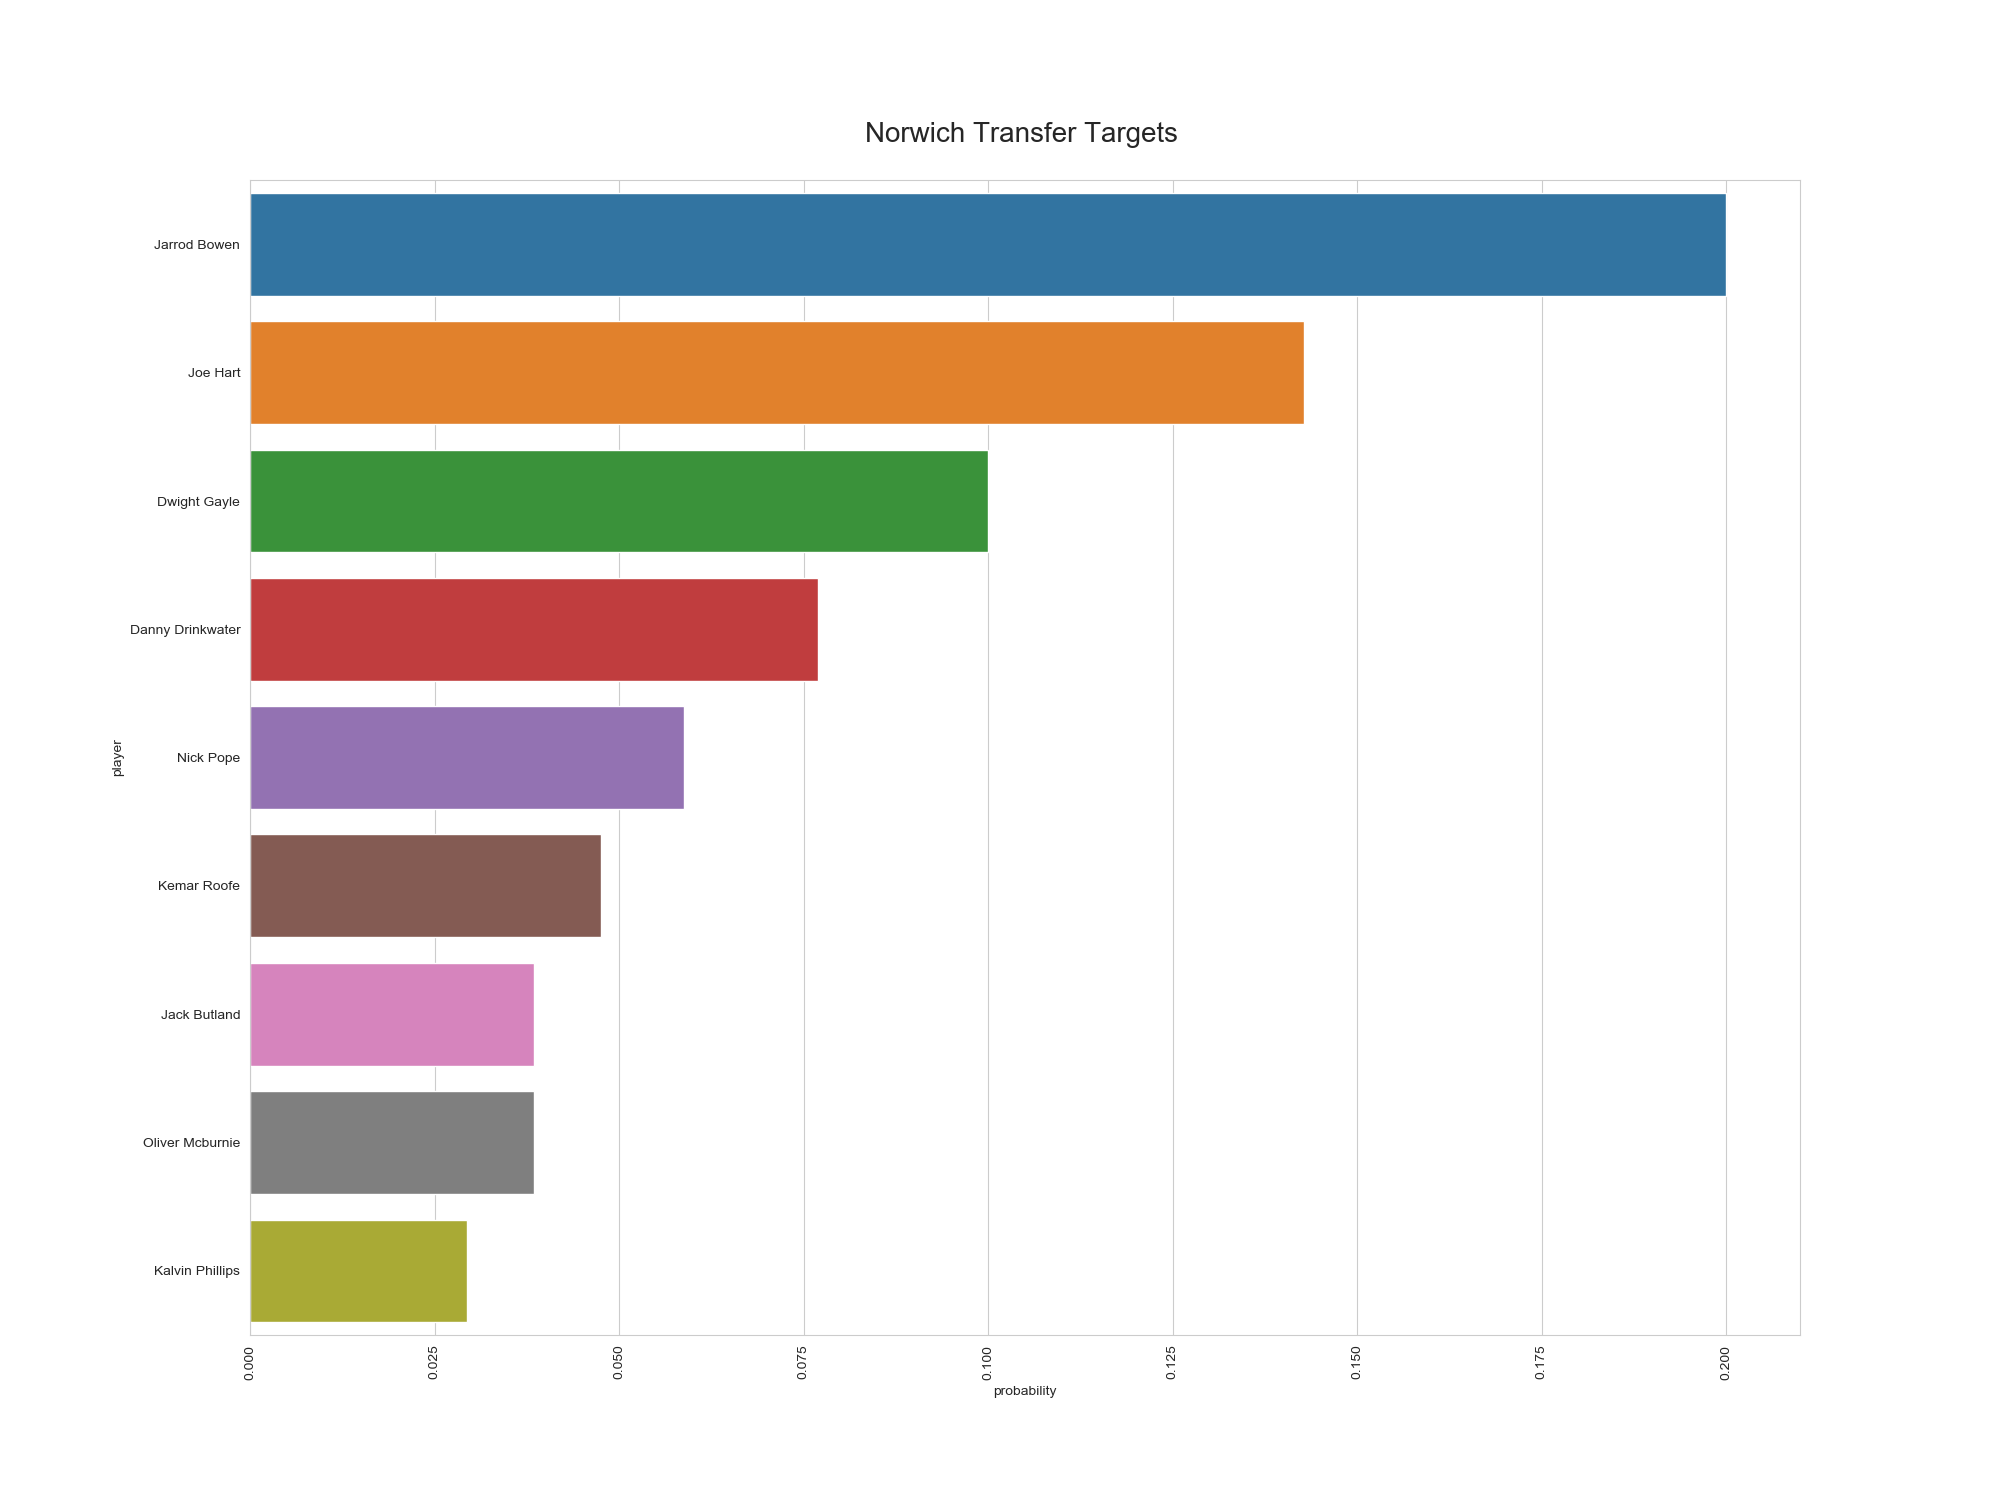 Norwich Transfer Targets
player
Jarrod Bowen
Joe Hart
Dwight Gayle
Danny Drinkwater
Nick Pope
Kemar Roofe
Jack Butland
Oliver Mcburnie
Kalvin Phillips
0.000 0.025 0.050 0.075 0.100 0.125 0.150 0.175 0.200
probability